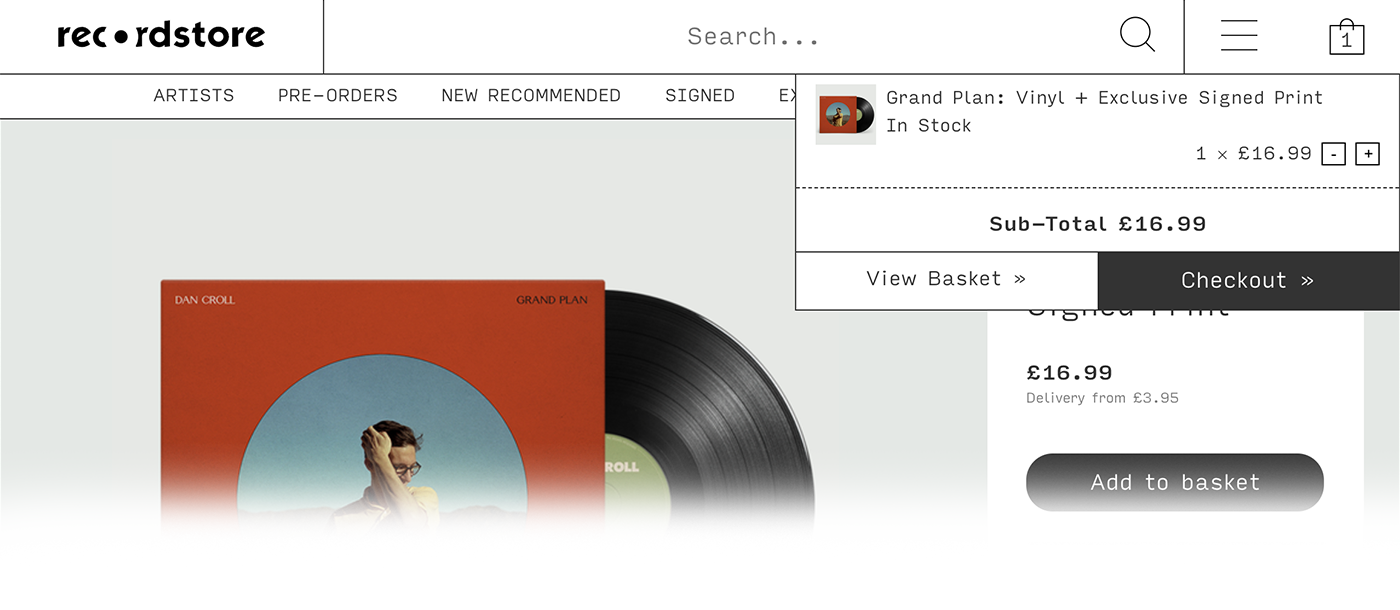 rec●rdstore
Search...
1
ARTISTS PRE-ORDERS NEW RECOMMENDED SIGNED
Grand Plan: Vinyl + Exclusive Signed Print
In Stock
1 × £16.99 - +
Sub-Total £16.99
View Basket »
Checkout »
Signed Print
£16.99
Delivery from £3.95
Add to basket
DAN CROLL
GRAND PLAN
ROLL